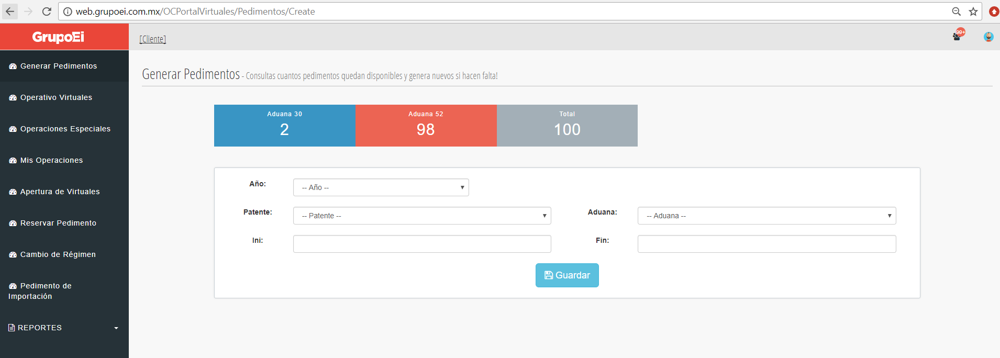 web.grupoei.com.mx/OCPortalVirtuales/Pedimentos/Create
GrupoEi
[Cliente]
99+
Generar Pedimentos
Operativo Virtuales
Operaciones Especiales
Mis Operaciones
Apertura de Virtuales
Reservar Pedimento
Cambio de Régimen
Pedimento de
Importación
REPORTES
Generar Pedimentos - Consultas cuantos pedimentos quedan disponibles y genera nuevos si hacen falta!
Aduana 30
2
Aduana 52
98
Total
100
Año:
-- Año --
Patente:
-- Patente --
Aduana:
-- Aduana --
Ini:
Fin:
Guardar